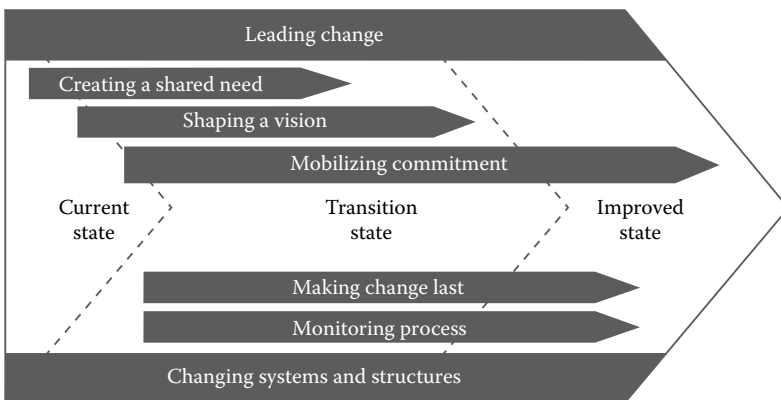 Leading change
Creating a shared need
Shaping a vision
Mobilizing commitment
Current
state
Transition
state
Improved
state
Making change last
Monitoring process
Changing systems and structures